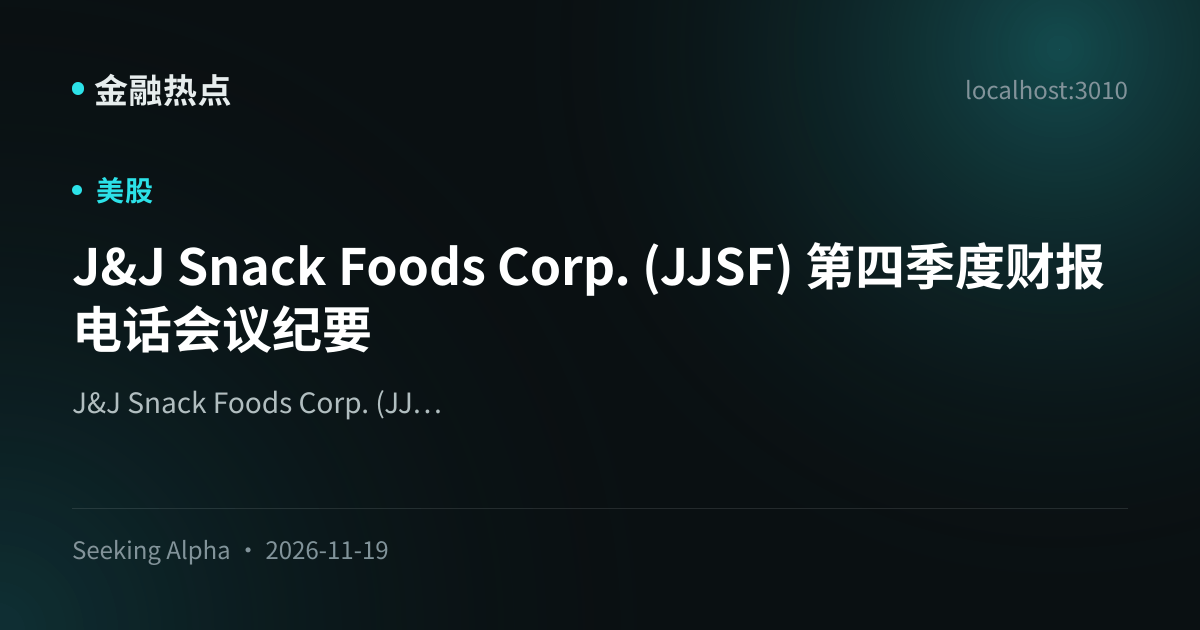 金融热点
localhost:3010
美股
J&J Snack Foods Corp. (JJSF) 第四季度财报
电话会议纪要
J&J Snack Foods Corp. (JJ…
Seeking Alpha · 2026-11-19